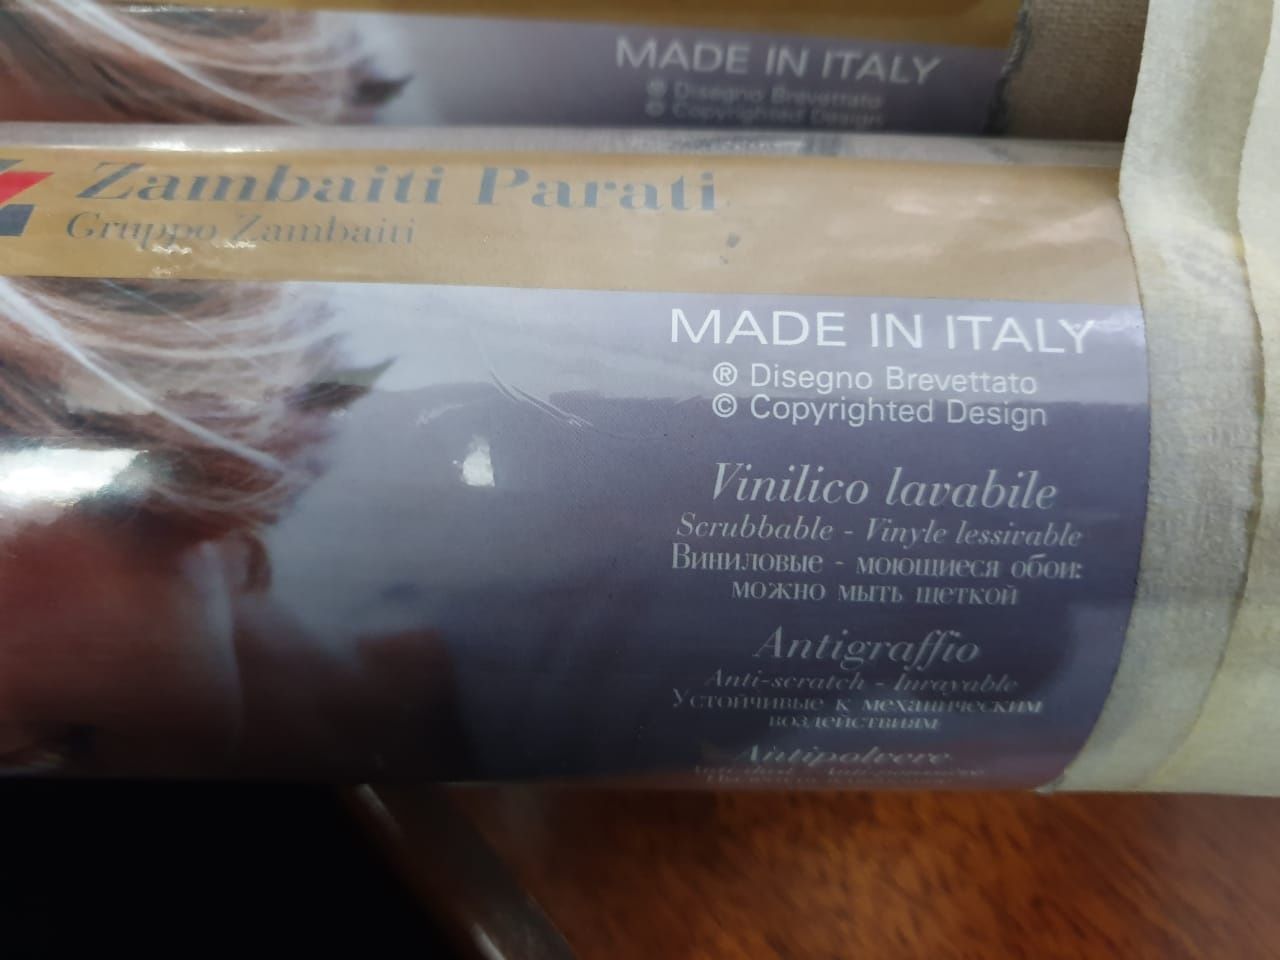 MADE IN ITALY
® Disegno Brevettato
© Copyrighted Design
Zambaiti Parati
Gruppo Zambaiti
MADE IN ITALY
® Disegno Brevettato
© Copyrighted Design
Vinilico lavabile
Scrubbable - Vinyle lessivable
Виниловые - моющиеся обои:
можно мыть щеткой
Antigraffio
Anti-scratch - Inrayable
Устойчивые к механическим
воздействиям
Antipolvere